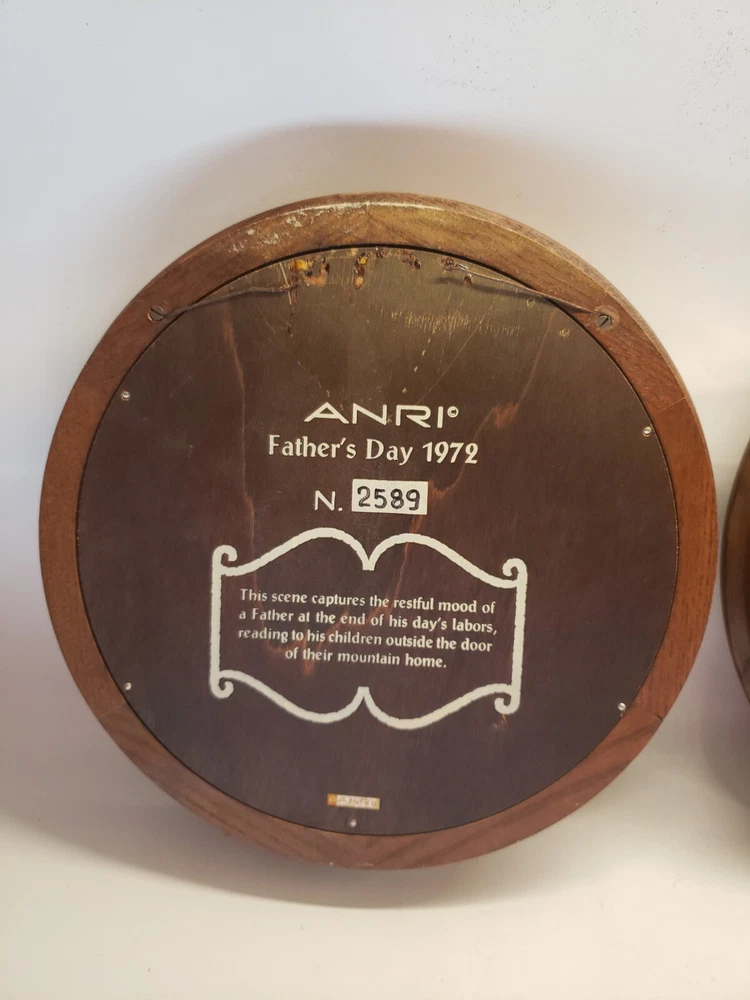 ANRI©
Father's Day 1972
N. 2589
This scene captures the restful mood of
a Father at the end of his day's labors,
reading to his children outside the door
of their mountain home.